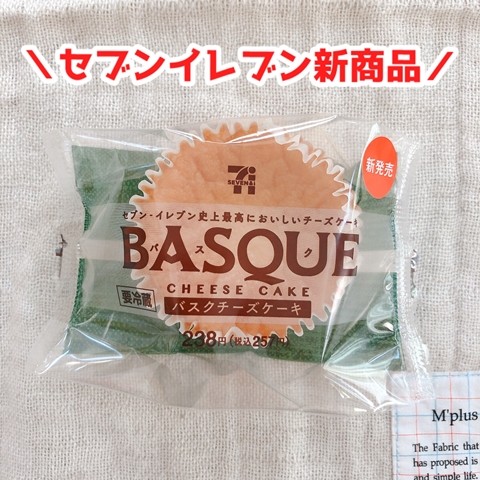 ＼セブンイレブン新商品／
新発売
7i
SEVEN&i
セブン-イレブン史上最高においしいチーズケーキ
BASQUE
バスク
CHEESE CAKE
要冷蔵
バスクチーズケーキ
238円(税込257円)
M'plus
The Fabric that
has proposed is
and simple life.